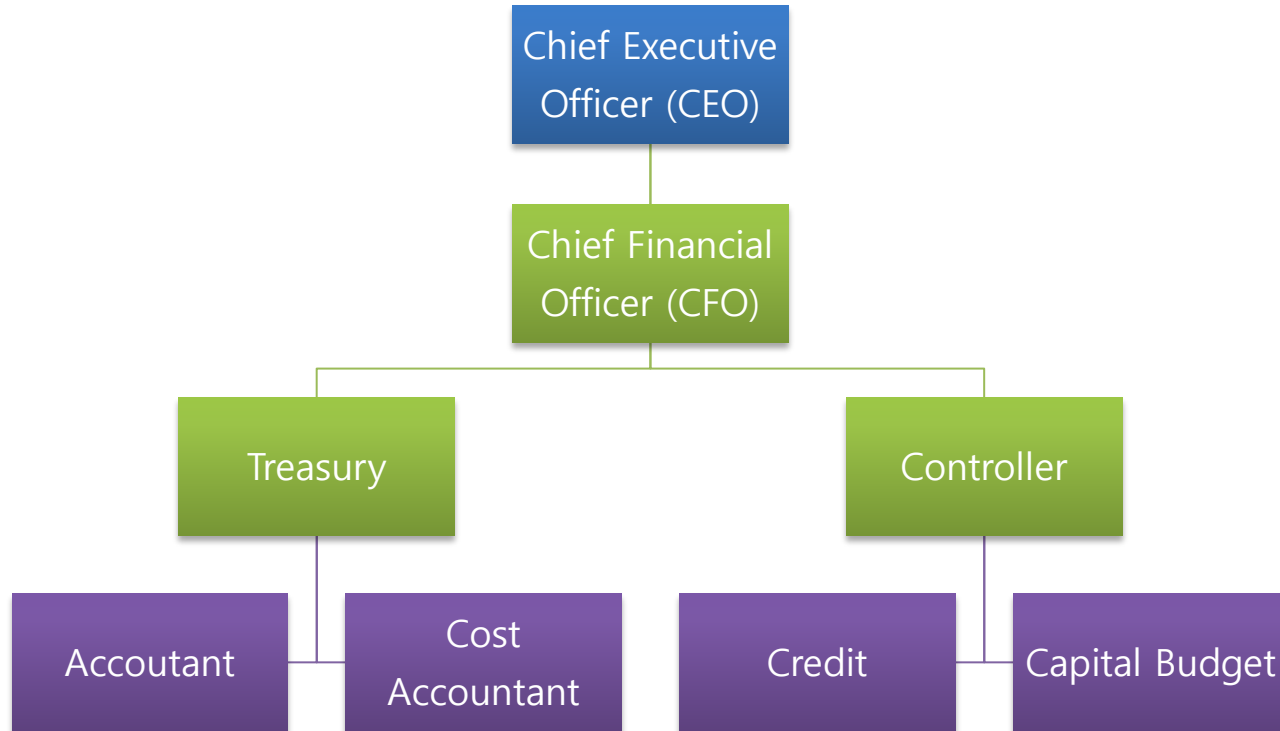 Chief Executive
Officer (CEO)
Chief Financial
Officer (CFO)
Treasury
Controller
Accoutant
Cost
Accountant
Credit
Capital Budget